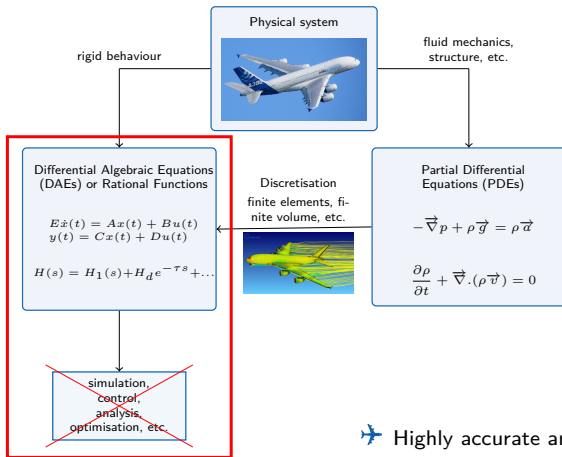 Physical system
rigid behaviour
fluid mechanics,
structure, etc.
Differential Algebraic Equations
(DAEs) or Rational Functions
Eẋ(t) = Ax(t) + Bu(t)
y(t) = Cx(t) + Du(t)
H(s) = H₁(s)+H_d e^{−τs}+...
Discretisation
finite elements, fi-
nite volume, etc.
Partial Differential
Equations (PDEs)
−∇⃗p + ρg⃗ = ρa⃗
∂ρ/∂t + ∇⃗.(ρv⃗) = 0
simulation,
control,
analysis,
optimisation, etc.
Highly accurate an